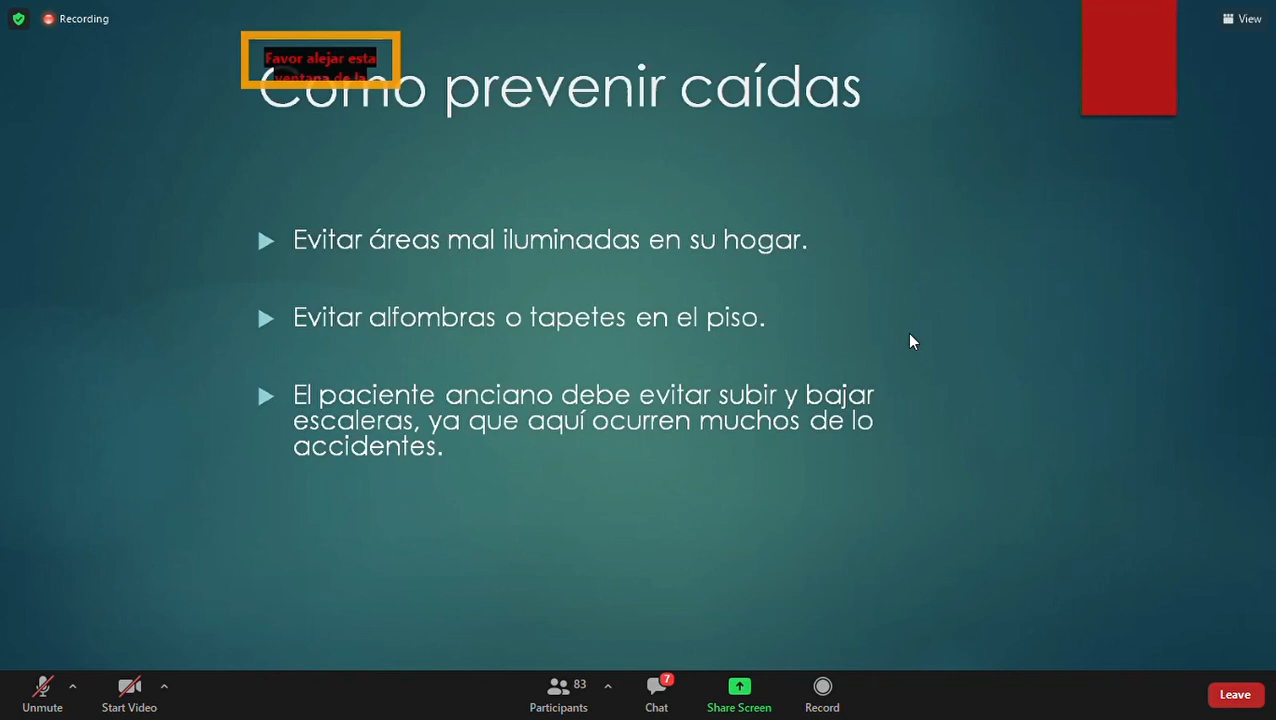 Recording
View
Favor alejar esta
ventana de la
Como prevenir caídas
Evitar áreas mal iluminadas en su hogar.
Evitar alfombras o tapetes en el piso.
El paciente anciano debe evitar subir y bajar
escaleras, ya que aquí ocurren muchos de lo
accidentes.
83
7
Unmute
Start Video
Participants
Chat
Share Screen
Record
Leave